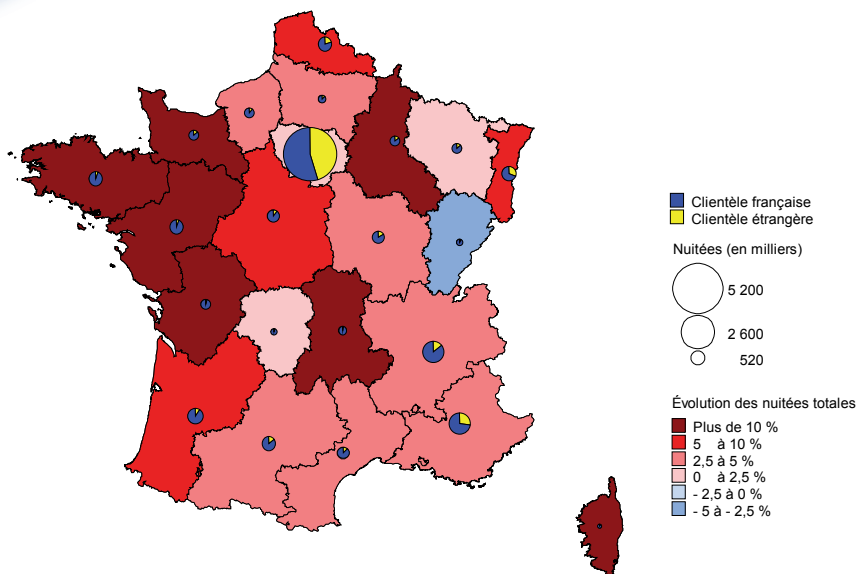 Clientèle française
Clientèle étrangère
Nuitées (en milliers)
5 200
2 600
520
Évolution des nuitées totales
Plus de 10 %
5 à 10 %
2,5 à 5 %
0 à 2,5 %
- 2,5 à 0 %
- 5 à - 2,5 %